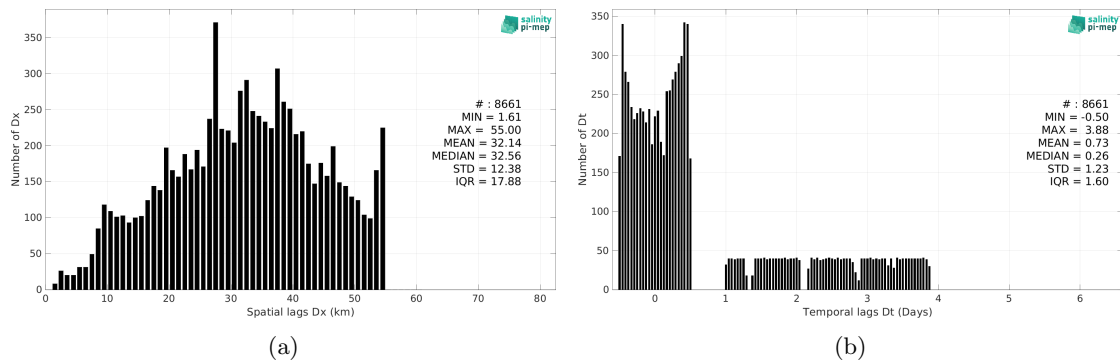 350
300
250
200
150
100
50
0
Number of Dx
0 10 20 30 40 50 60 70 80
Spatial lags Dx (km)
salinity
pi-mep
# : 8661
MIN = 1.61
MAX = 55.00
MEAN = 32.14
MEDIAN = 32.56
STD = 12.38
IQR = 17.88
(a)
350
300
250
200
150
100
50
0
Number of Dt
0 1 2 3 4 5 6
Temporal lags Dt (Days)
salinity
pi-mep
# : 8661
MIN = -0.50
MAX = 3.88
MEAN = 0.73
MEDIAN = 0.26
STD = 1.23
IQR = 1.60
(b)